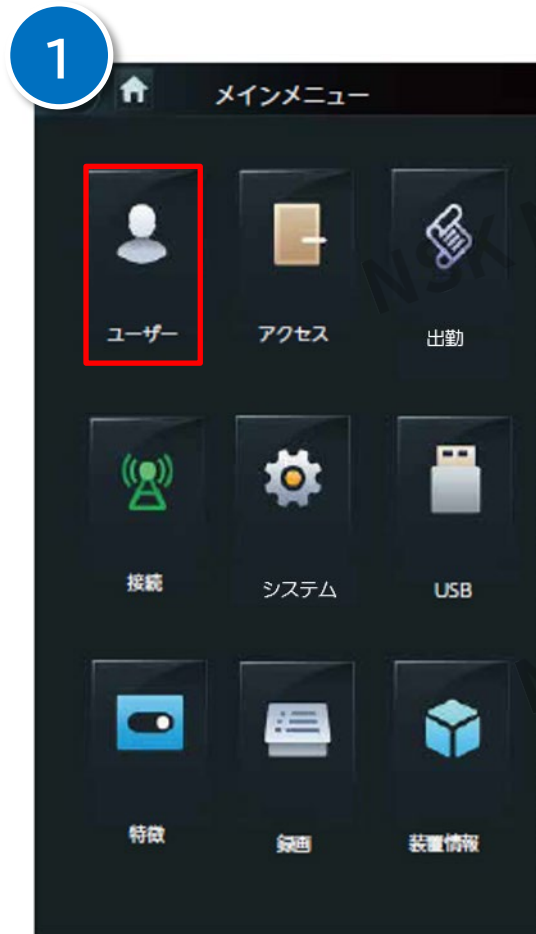 1
メインメニュー
ユーザー
アクセス
出勤
接続
システム
USB
特徴
録画
装置情報
NSK N
N